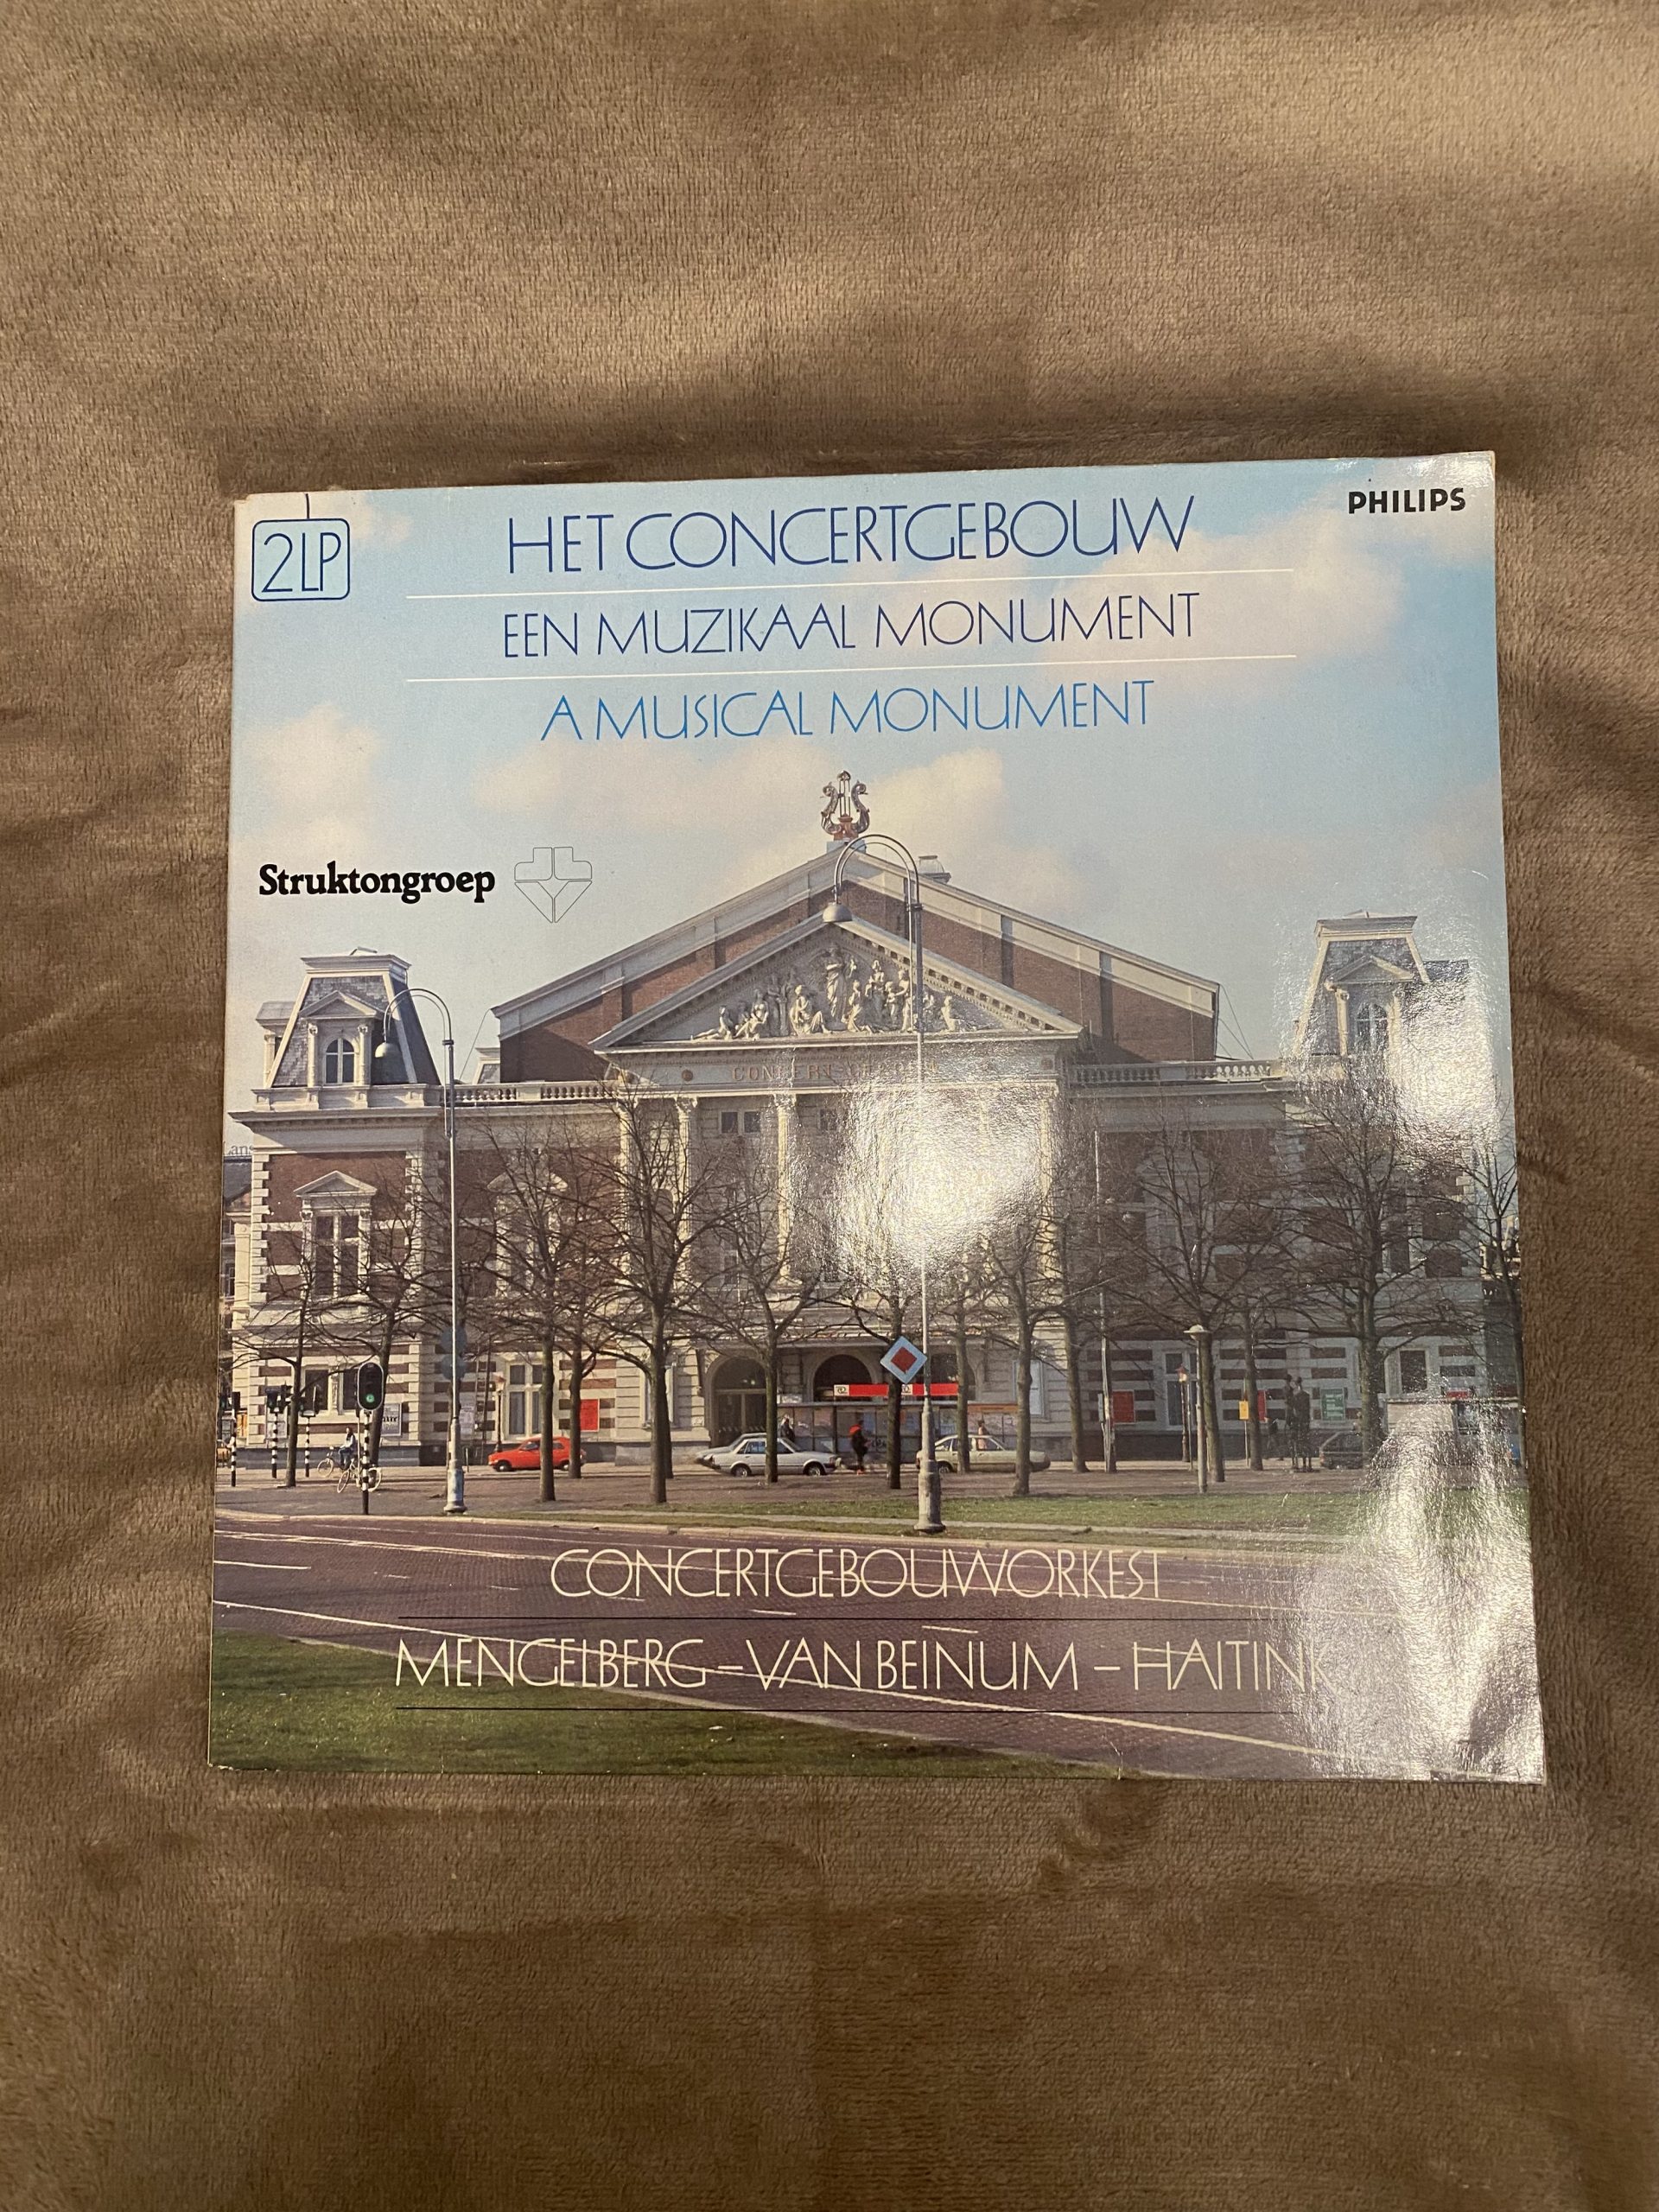 2LP
HET CONCERTGEBOUW
PHILIPS
EEN MUZIKAAL MONUMENT
A MUSICAL MONUMENT
Struktongroep
CONCERTGEBOUWORKEST
MENGELBERG – VAN BEINUM – HAITINK